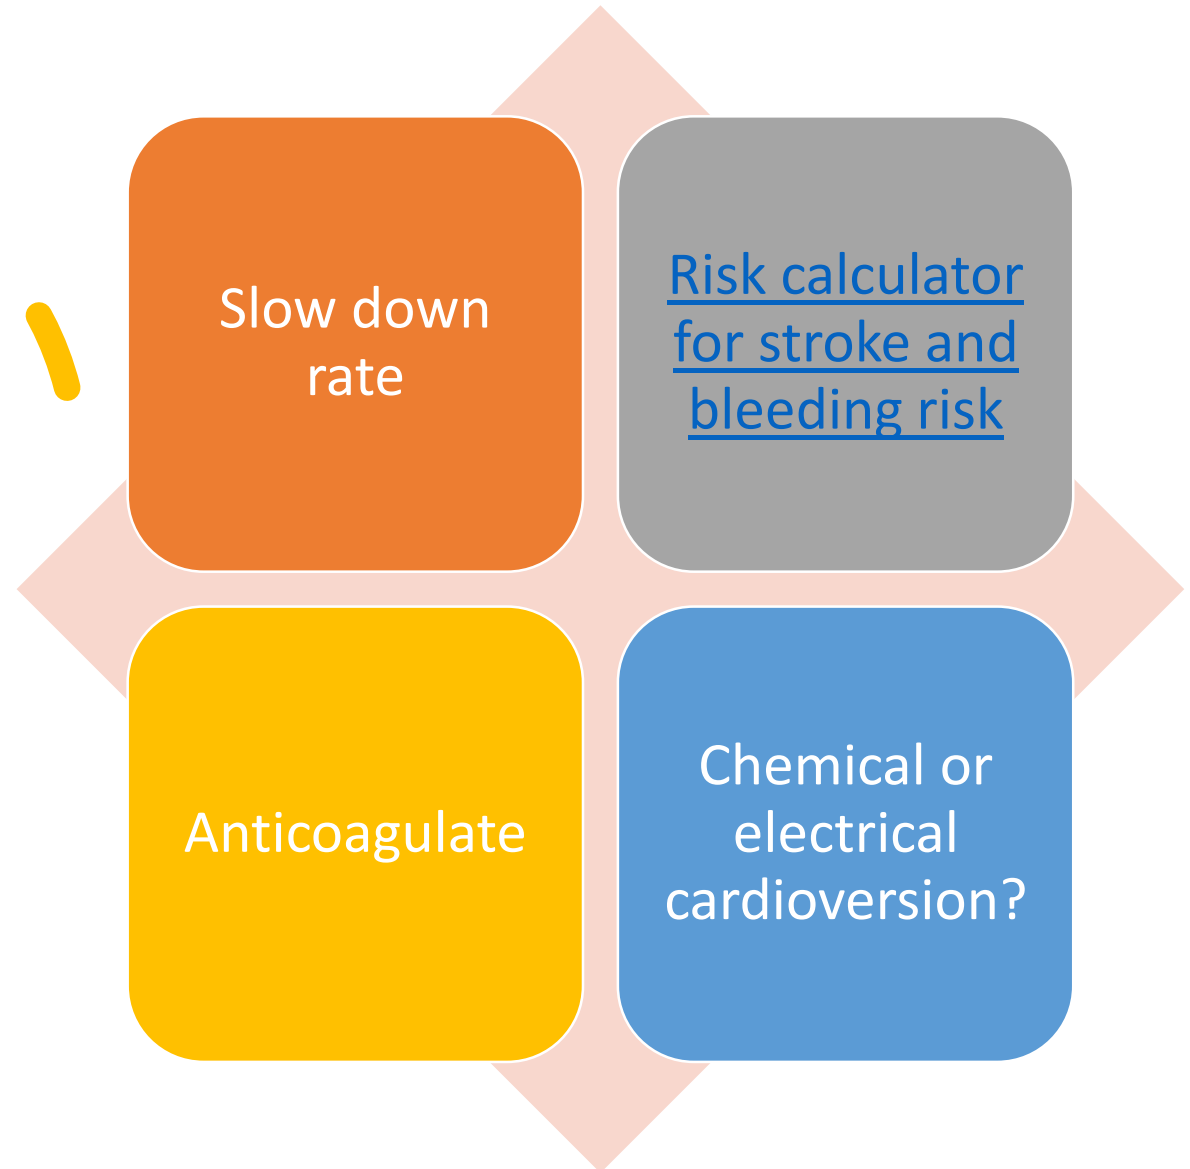 Slow down
rate
Risk calculator
for stroke and
bleeding risk
Anticoagulate
Chemical or
electrical
cardioversion?